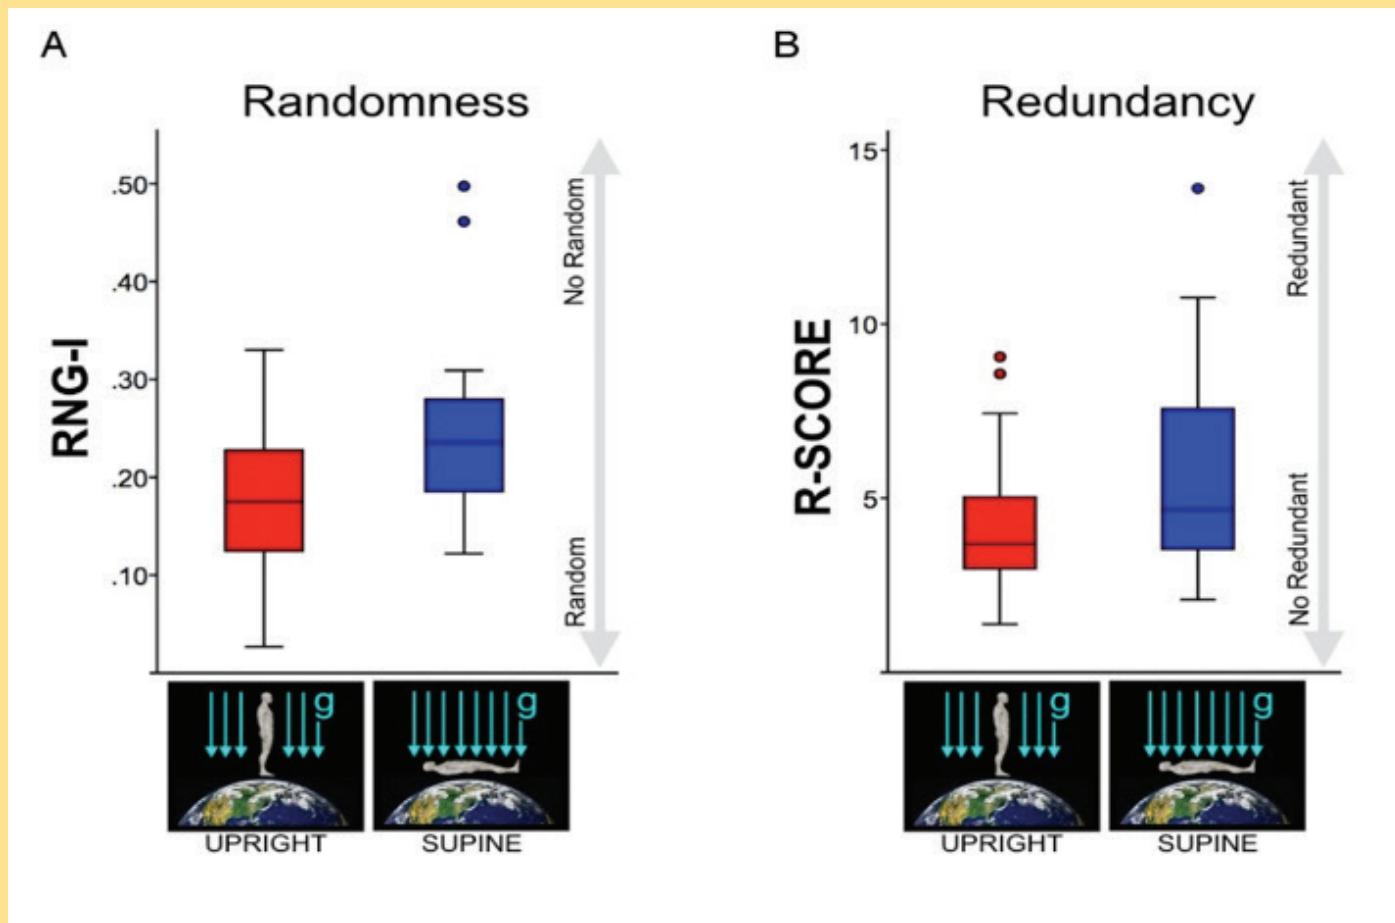 A
Randomness
RNG-I
.50
.40
.30
.20
.10
No Random
Random
g
g
UPRIGHT
SUPINE
B
Redundancy
R-SCORE
15
10
5
Redundant
No Redundant
g
g
UPRIGHT
SUPINE